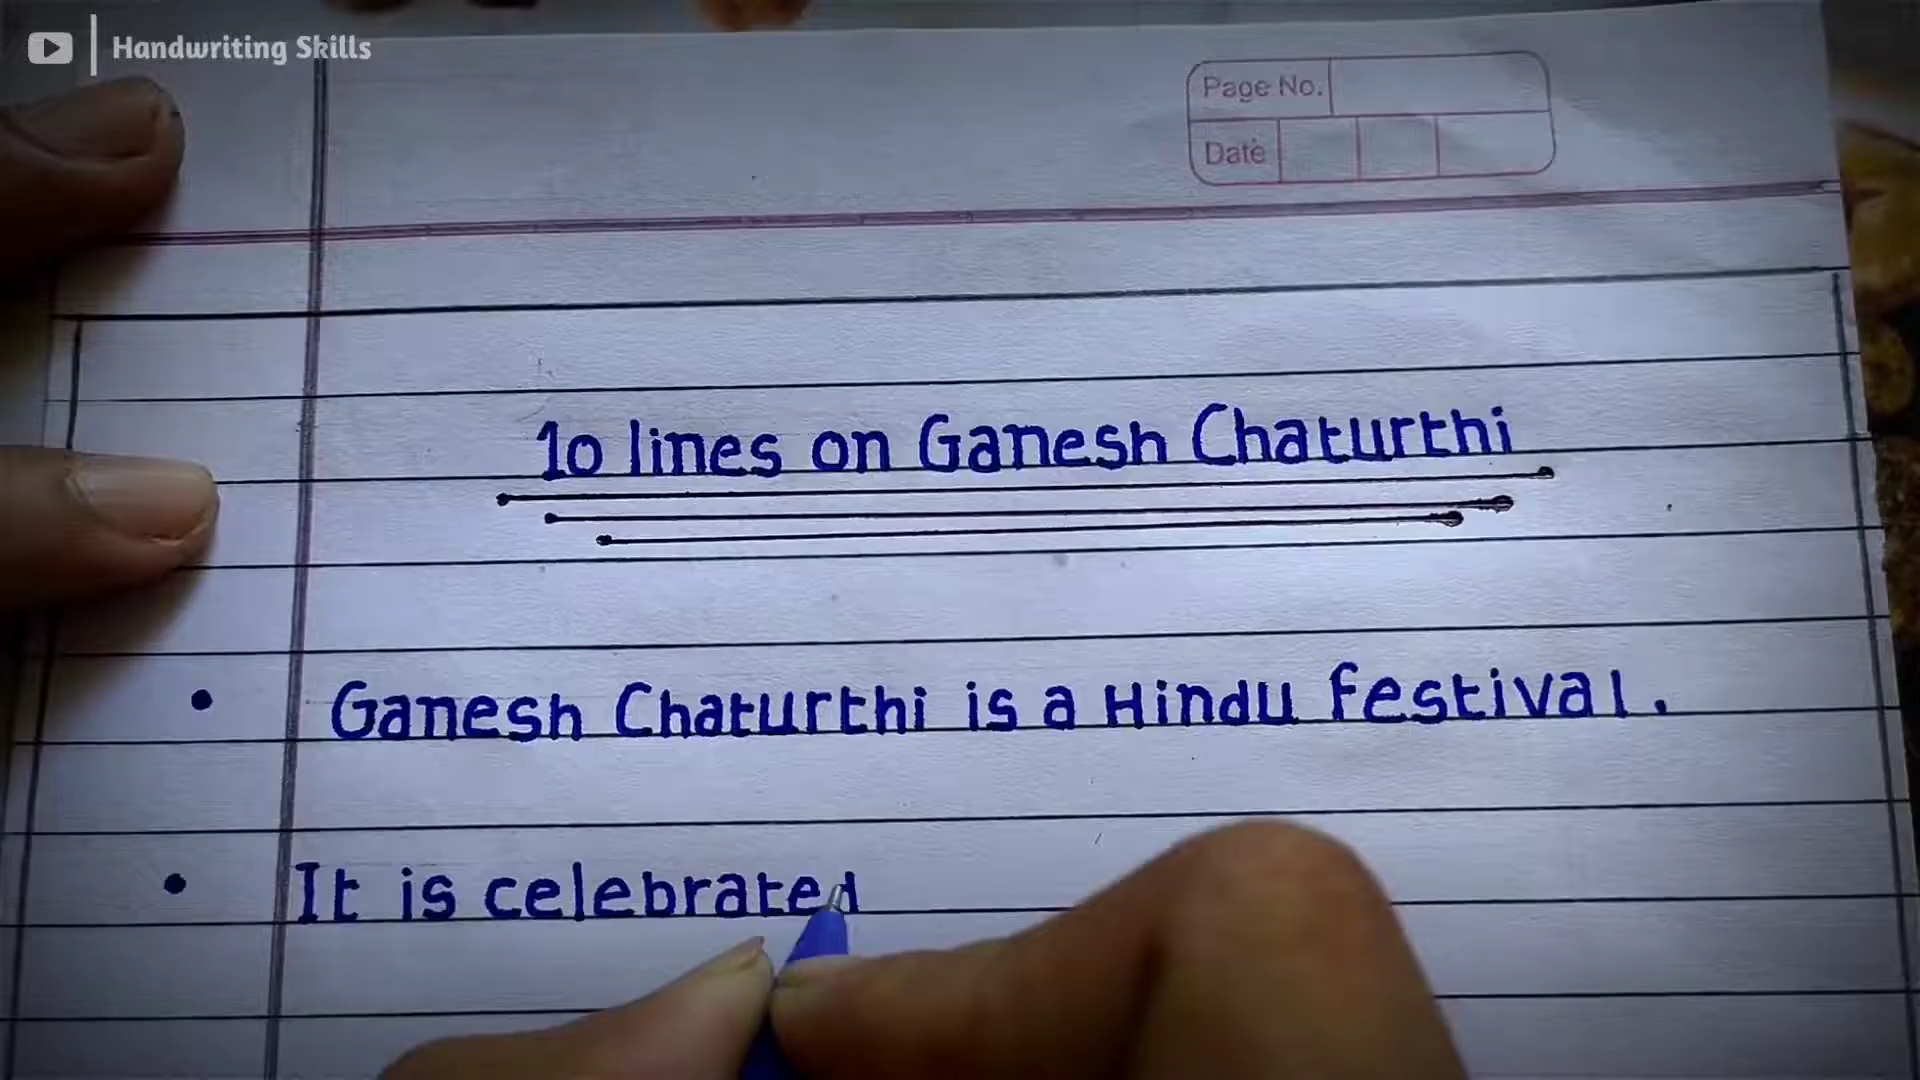 Handwriting Skills
Page No.
Date
10 lines on Ganesh Chaturthi
• Ganesh Chaturthi is a Hindu festival.
• It is celebrated